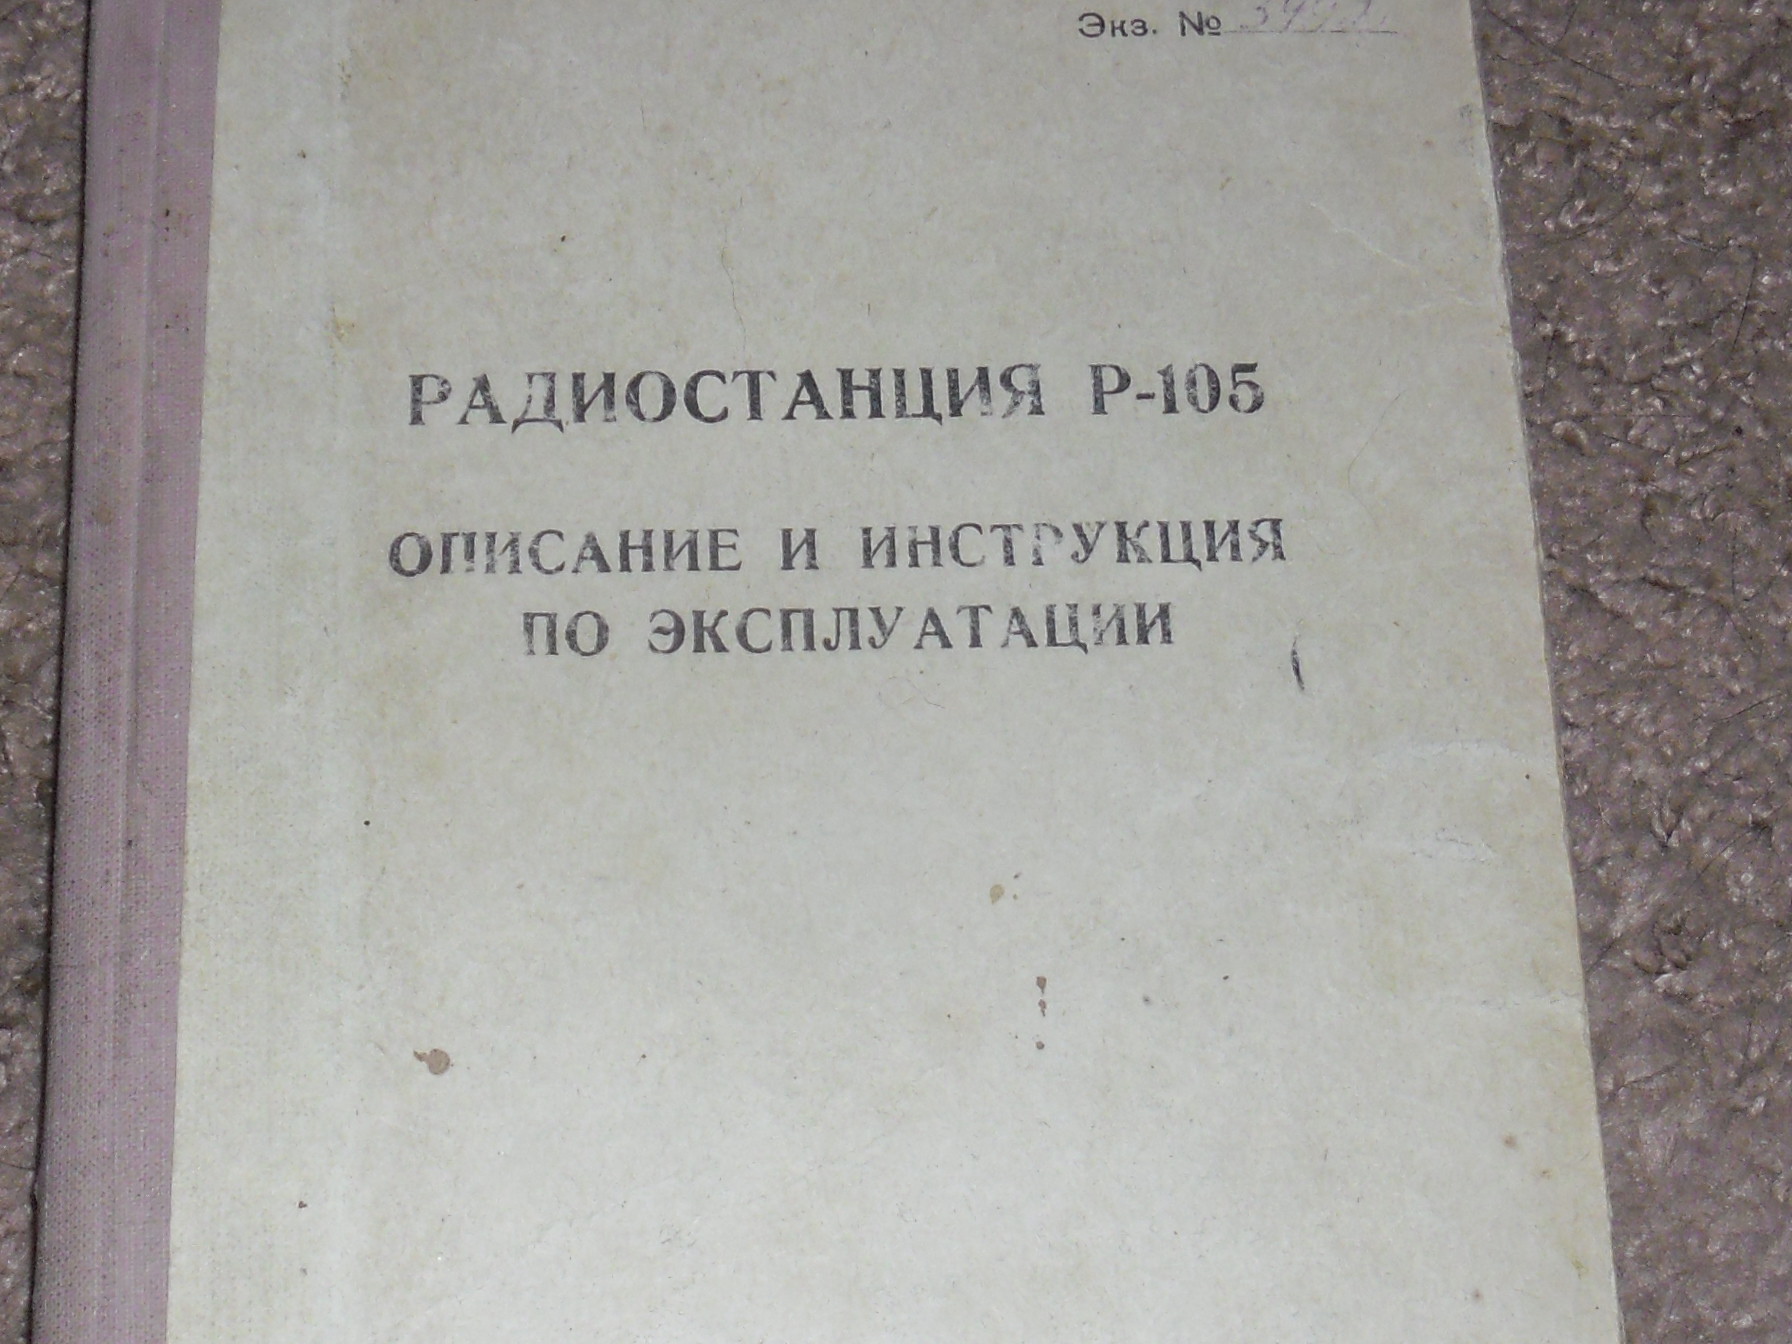 Экз. №
РАДИОСТАНЦИЯ Р-105
ОПИСАНИЕ И ИНСТРУКЦИЯ
ПО ЭКСПЛУАТАЦИИ